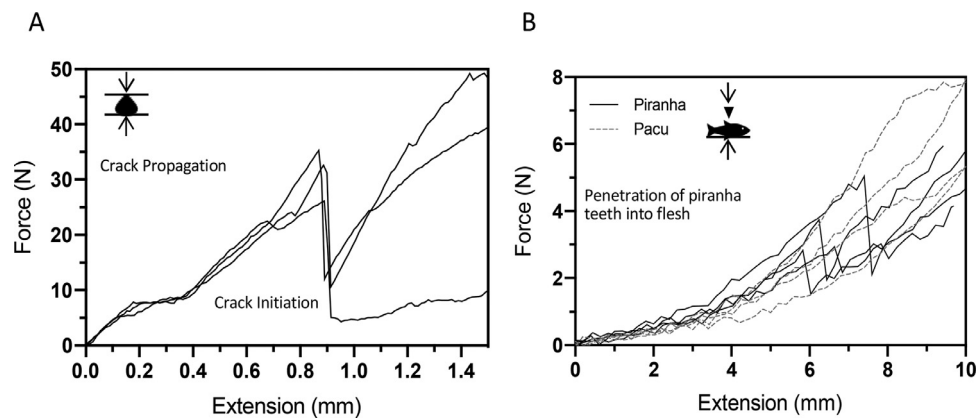 A
B
50
40
30
20
10
0
Force (N)
Crack Propagation
Crack Initiation
0.0
0.2
0.4
0.6
0.8
1.0
1.2
1.4
Extension (mm)
8
6
4
2
0
Force (N)
Piranha
Pacu
Penetration of piranha
teeth into flesh
0
2
4
6
8
10
Extension (mm)